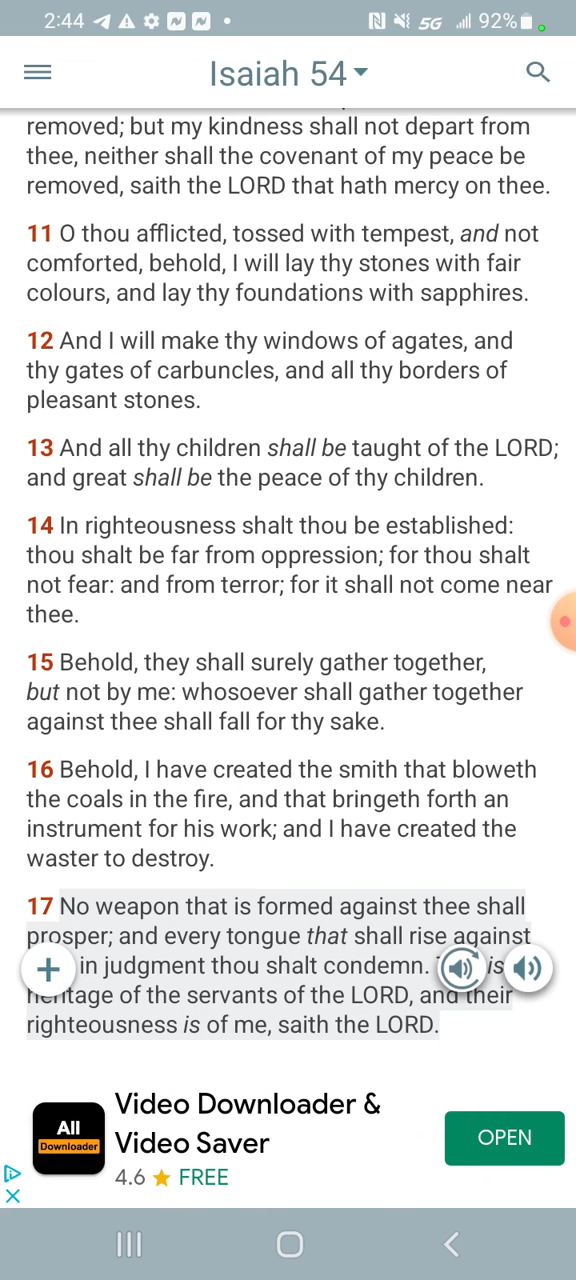 2:44
5G
92%
Isaiah 54
removed; but my kindness shall not depart from
thee, neither shall the covenant of my peace be
removed, saith the LORD that hath mercy on thee.
11 O thou afflicted, tossed with tempest, and not
comforted, behold, I will lay thy stones with fair
colours, and lay thy foundations with sapphires.
12 And I will make thy windows of agates, and
thy gates of carbuncles, and all thy borders of
pleasant stones.
13 And all thy children shall be taught of the LORD;
and great shall be the peace of thy children.
14 In righteousness shalt thou be established:
thou shalt be far from oppression; for thou shalt
not fear: and from terror; for it shall not come near
thee.
15 Behold, they shall surely gather together,
but not by me: whosoever shall gather together
against thee shall fall for thy sake.
16 Behold, I have created the smith that bloweth
the coals in the fire, and that bringeth forth an
instrument for his work; and I have created the
waster to destroy.
17 No weapon that is formed against thee shall
prosper; and every tongue that shall rise against
in judgment thou shalt condemn. is
heritage of the servants of the LORD, and their
righteousness is of me, saith the LORD.
All
Downloader
Video Downloader &
Video Saver
4.6 ★ FREE
OPEN